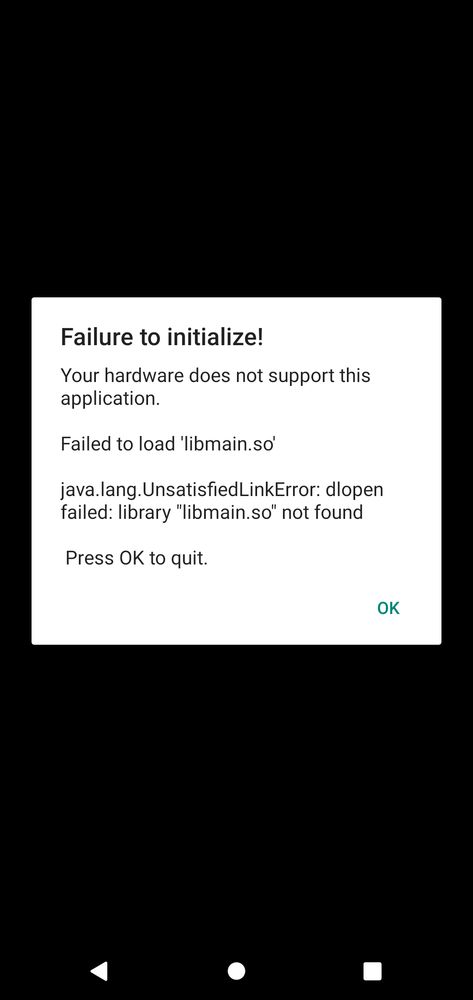 Failure to initialize!
Your hardware does not support this
application.
Failed to load 'libmain.so'
java.lang.UnsatisfiedLinkError: dlopen
failed: library "libmain.so" not found
Press OK to quit.
OK